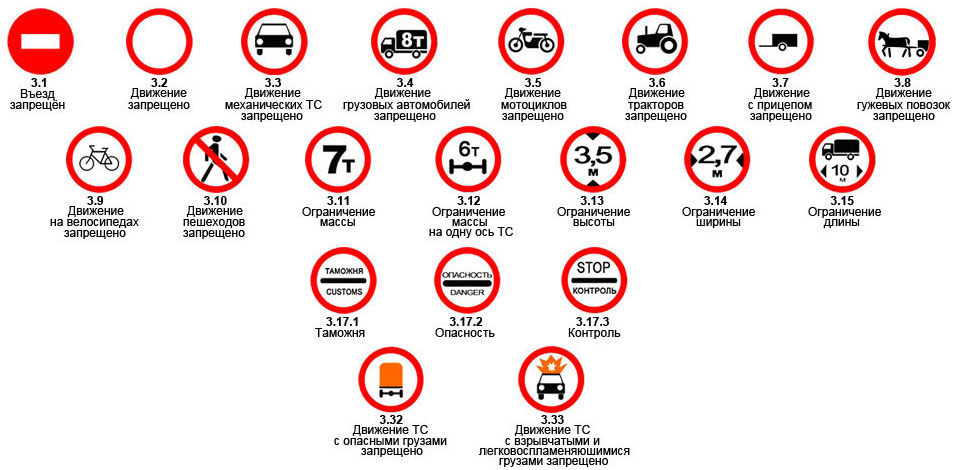 8т
3.1
Въезд
запрещен
3.2
Движение
запрещено
3.3
Движение
механических ТС
запрещено
3.4
Движение
грузовых автомобилей
запрещено
3.5
Движение
мотоциклов
запрещено
3.6
Движение
тракторов
запрещено
3.7
Движение
с прицепом
запрещено
3.8
Движение
гужевых повозок
запрещено
3.9
Движение
на велосипедах
запрещено
3.10
Движение
пешеходов
запрещено
7т
3.11
Ограничение
массы
6т
3.12
Ограничение
массы
на одну ось ТС
3,5
м
3.13
Ограничение
высоты
2,7
м
3.14
Ограничение
ширины
10
м
3.15
Ограничение
длины
ТАМОЖНЯ
CUSTOMS
3.17.1
Таможня
ОПАСНОСТЬ
DANGER
3.17.2
Опасность
STOP
КОНТРОЛЬ
3.17.3
Контроль
3.32
Движение ТС
с опасными грузами
запрещено
3.33
Движение ТС
с взрывчатыми и
легковоспламеняюшимися
грузами запрещено